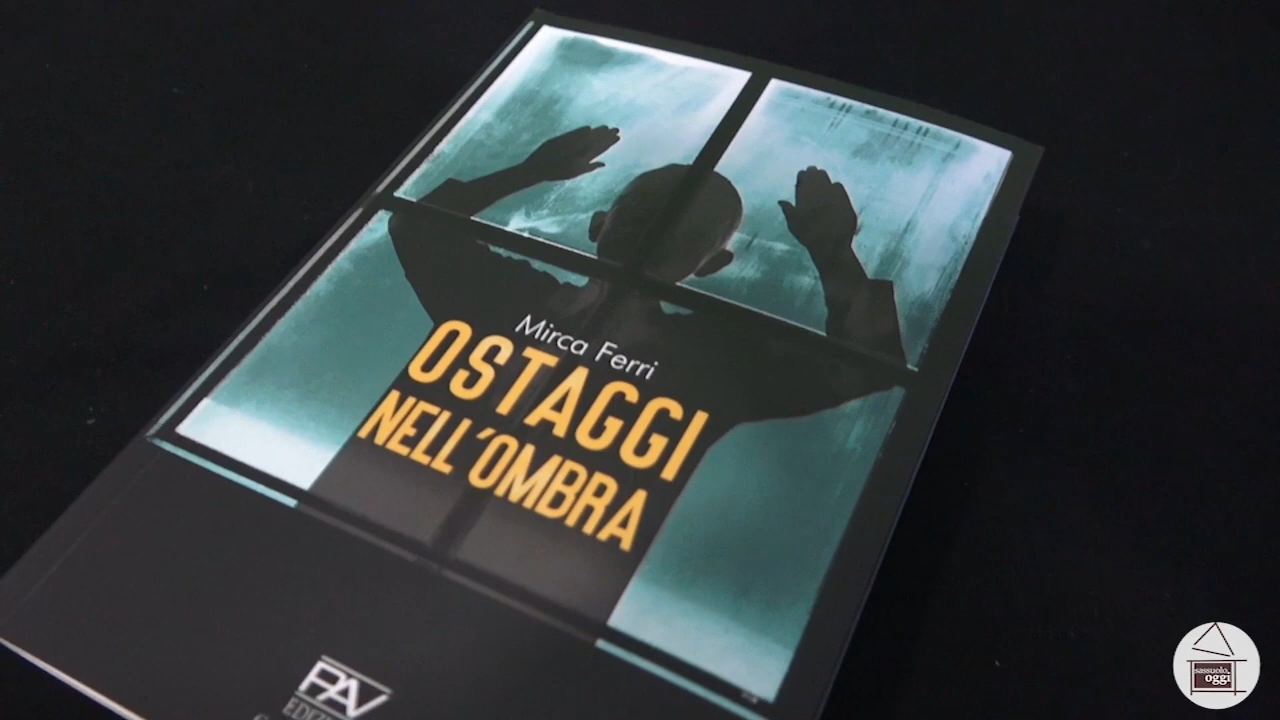 Mirca Ferri
OSTAGGI
NELL'OMBRA
PAV
sassuolo.
oggi